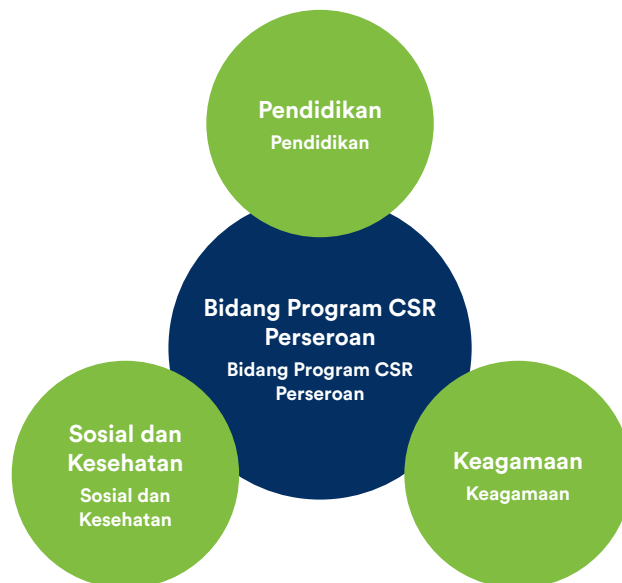 Pendidikan
Pendidikan
Bidang Program CSR
Perseroan
Bidang Program CSR
Perseroan
Sosial dan
Kesehatan
Sosial dan
Kesehatan
Keagamaan
Keagamaan